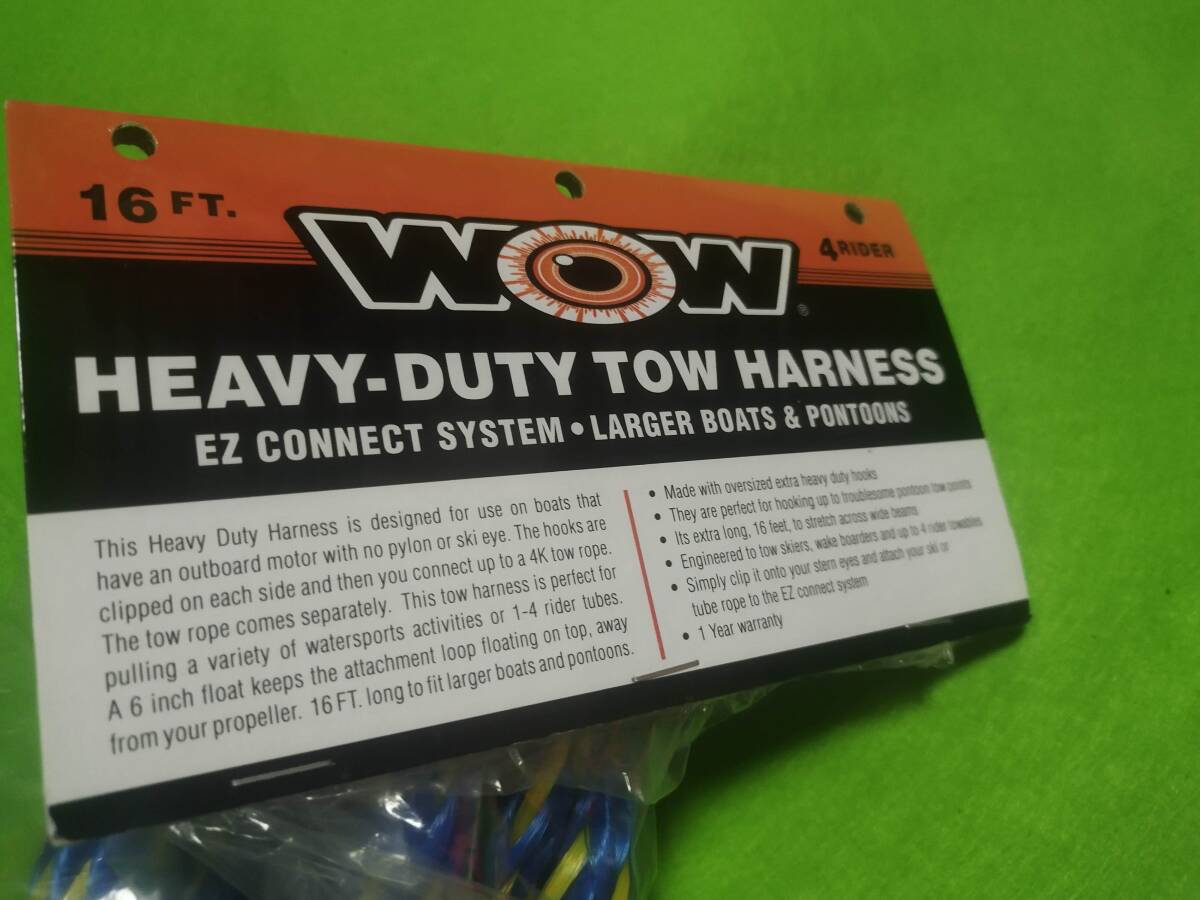 16 FT.
WOW®
4 RIDER
HEAVY-DUTY TOW HARNESS
EZ CONNECT SYSTEM • LARGER BOATS & PONTOONS
This Heavy Duty Harness is designed for use on boats that
have an outboard motor with no pylon or ski eye. The hooks are
clipped on each side and then you connect up to a 4K tow rope.
The tow rope comes separately. This tow harness is perfect for
pulling a variety of watersports activities or 1-4 rider tubes.
A 6 inch float keeps the attachment loop floating on top, away
from your propeller. 16 FT. long to fit larger boats and pontoons.
• Made with oversized extra heavy duty hooks
• They are perfect for hooking up to troublesome pontoon tow points
• Its extra long, 16 feet, to stretch across wide beams
• Engineered to tow skiers, wake boarders and up to 4 rider towables
• Simply clip it onto your stern eyes and attach your ski or
tube rope to the EZ connect system
• 1 Year warranty